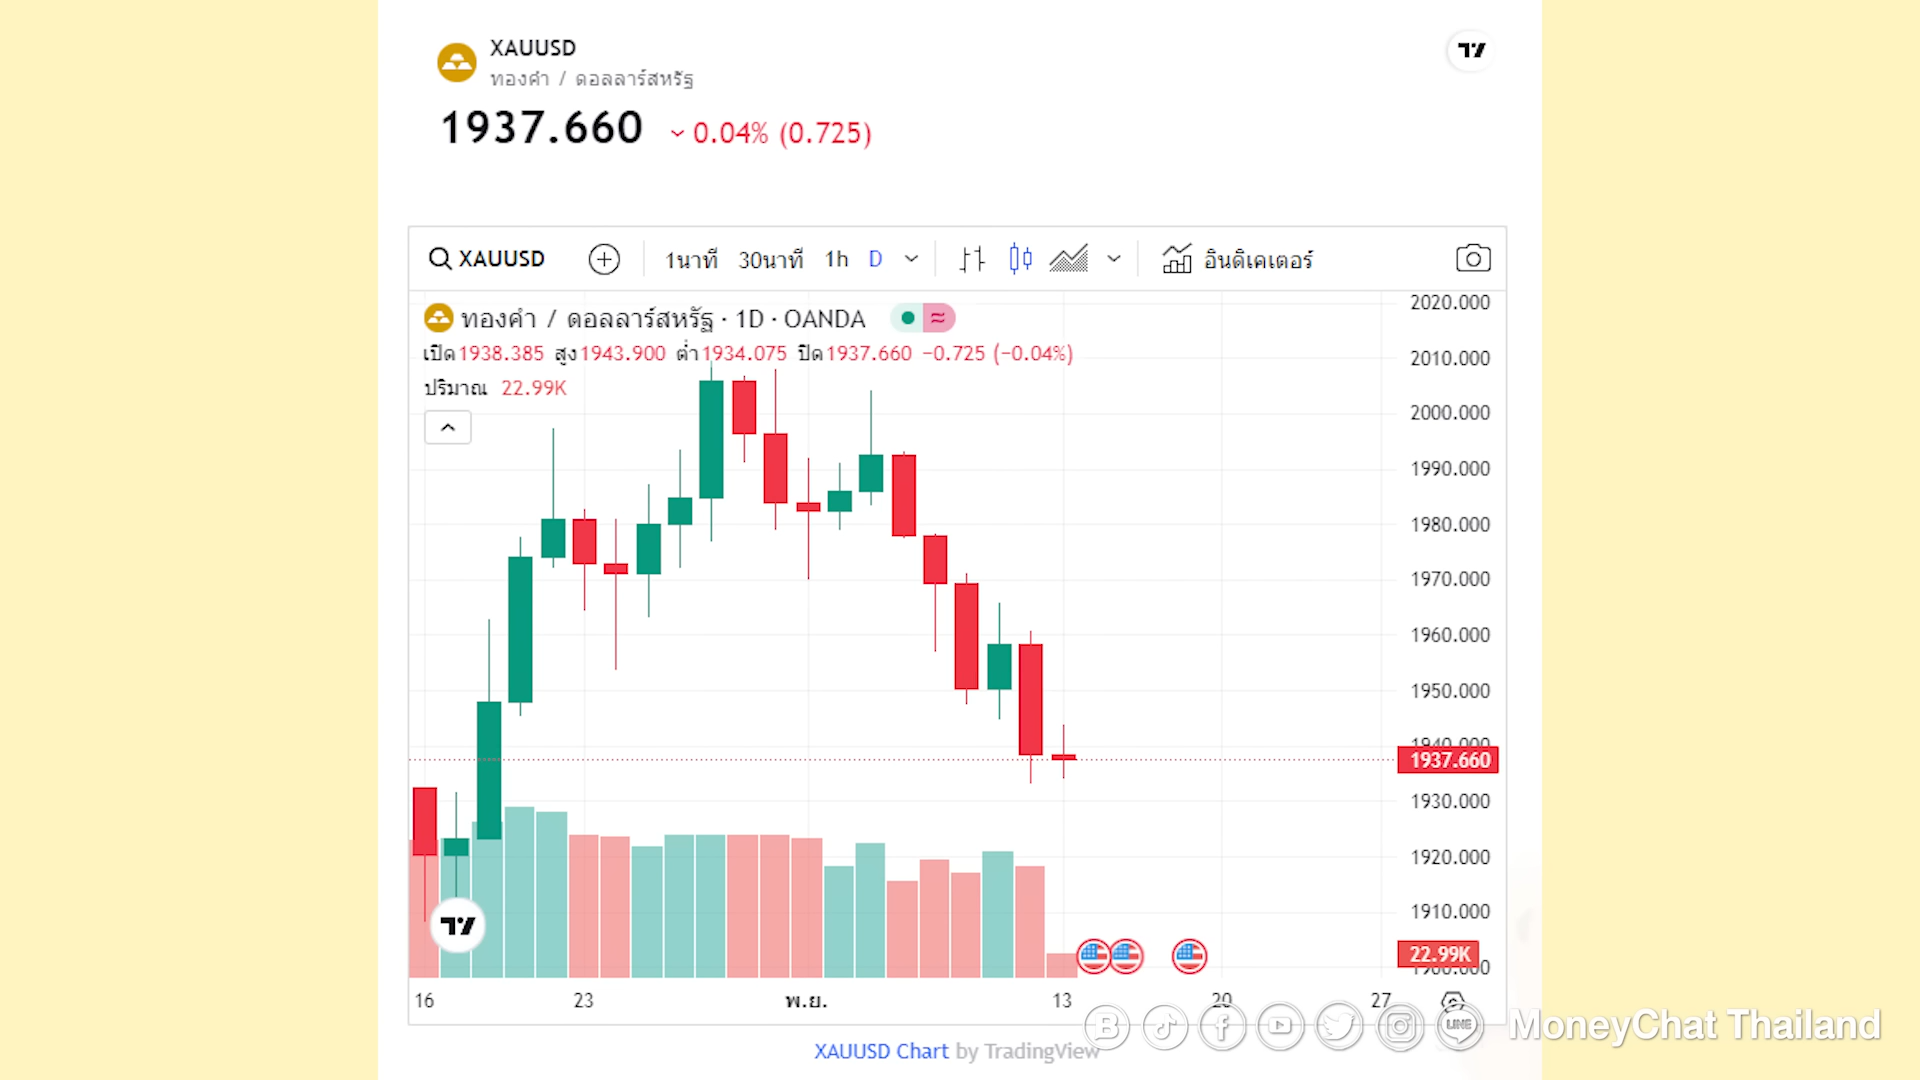 XAUUSD
ทองคำ / ดอลลาร์สหรัฐ
1937.660 0.04% (0.725)
XAUUSD 1นาที 30นาที 1h D อินดิเคเตอร์
ทองคำ / ดอลลาร์สหรัฐ · 1D · OANDA
เปิด1938.385 สูง1943.900 ต่ำ1934.075 ปิด1937.660 −0.725 (−0.04%)
ปริมาณ 22.99K
2020.000
2010.000
2000.000
1990.000
1980.000
1970.000
1960.000
1950.000
1940.000
1937.660
1930.000
1920.000
1910.000
22.99K
1900.000
16 23 พ.ย. 13 20 27
LINE MoneyChat Thailand
XAUUSD Chart by TradingView